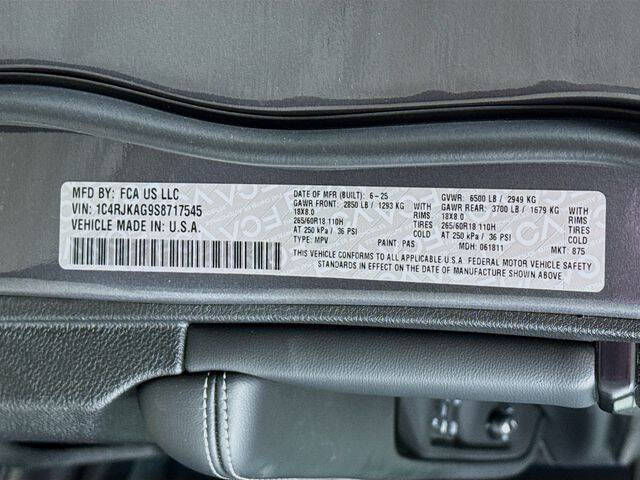 MFD BY: FCA US LLC
VIN: 1C4RJKAG9S8717545
VEHICLE MADE IN: U.S.A.
DATE OF MFR (BUILT): 6-25 GVWR: 6500 LB / 2949 KG
GAWR FRONT: 2850 LB / 1293 KG WITH GAWR REAR: 3700 LB / 1679 KG WITH
18X8.0 RIMS 18X8.0 RIMS
265/60R18 110H TIRES 265/60R18 110H TIRES
AT 250 kPa / 36 PSI COLD AT 250 kPa / 36 PSI COLD
TYPE: MPV PAINT: PAS MDH: 061811 MKT: 875
THIS VEHICLE CONFORMS TO ALL APPLICABLE U.S.A. FEDERAL MOTOR VEHICLE SAFETY
STANDARDS IN EFFECT ON THE DATE OF MANUFACTURE SHOWN ABOVE